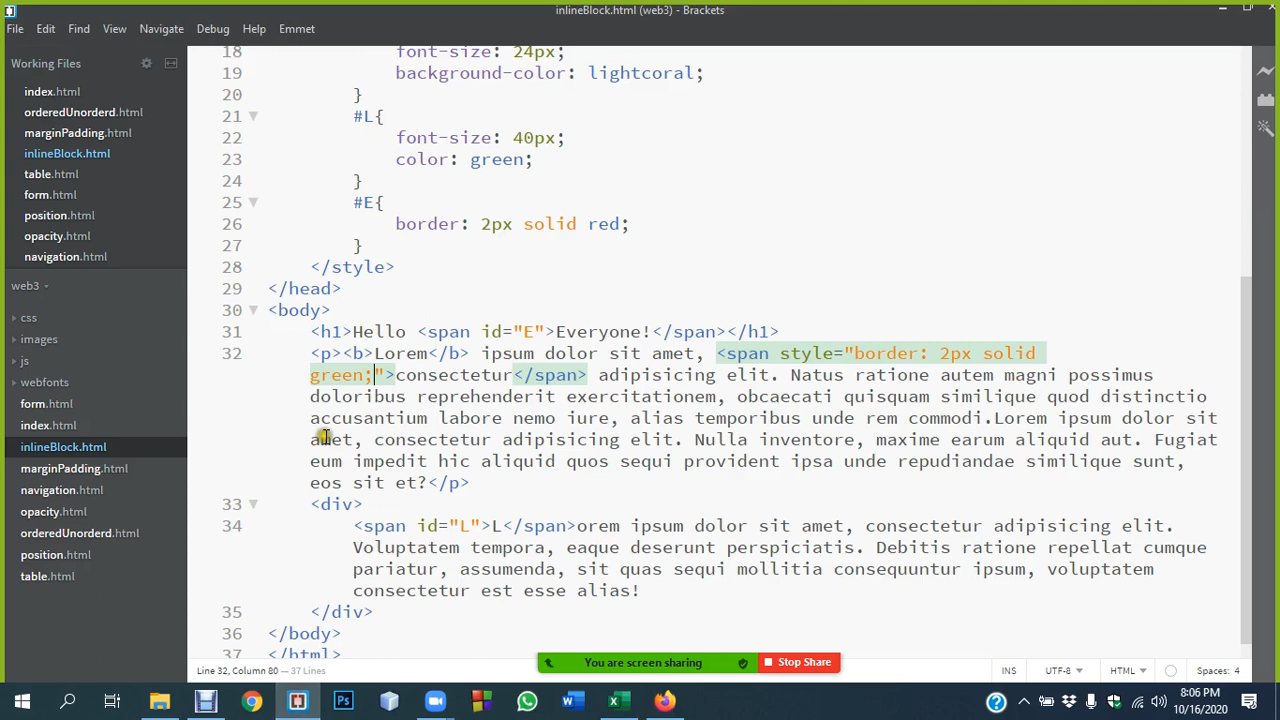 inlineBlock.html (web3) - Brackets
File Edit Find View Navigate Debug Help Emmet
Working Files
index.html
orderedUnorderd.html
marginPadding.html
inlineBlock.html
table.html
form.html
position.html
opacity.html
navigation.html
web3
css
images
js
webfonts
form.html
index.html
inlineBlock.html
marginPadding.html
navigation.html
opacity.html
orderedUnorderd.html
position.html
table.html
18 font-size: 24px;
19 background-color: lightcoral;
20 }
21 #L{
22 font-size: 40px;
23 color: green;
24 }
25 #E{
26 border: 2px solid red;
27 }
28 </style>
29 </head>
30 <body>
31 <h1>Hello <span id="E">Everyone!</span></h1>
32 <p><b>Lorem</b> ipsum dolor sit amet, <span style="border: 2px solid
green;">consectetur</span> adipisicing elit. Natus ratione autem magni possimus
doloribus reprehenderit exercitationem, obcaecati quisquam similique quod distinctio
accusantium labore nemo iure, alias temporibus unde rem commodi.Lorem ipsum dolor sit
amet, consectetur adipisicing elit. Nulla inventore, maxime earum aliquid aut. Fugiat
eum impedit hic aliquid quos sequi provident ipsa unde repudiandae similique sunt,
eos sit et?</p>
33 <div>
34 <span id="L">L</span>orem ipsum dolor sit amet, consectetur adipisicing elit.
Voluptatem tempora, eaque deserunt perspiciatis. Debitis ratione repellat cumque
pariatur, assumenda, sit quas sequi mollitia consequuntur ipsum, voluptatem
consectetur est esse alias!
35 </div>
36 </body>
37 </html>
Line 32, Column 80 — 37 Lines
You are screen sharing
Stop Share
INS UTF-8 HTML Spaces: 4
8:06 PM
10/16/2020